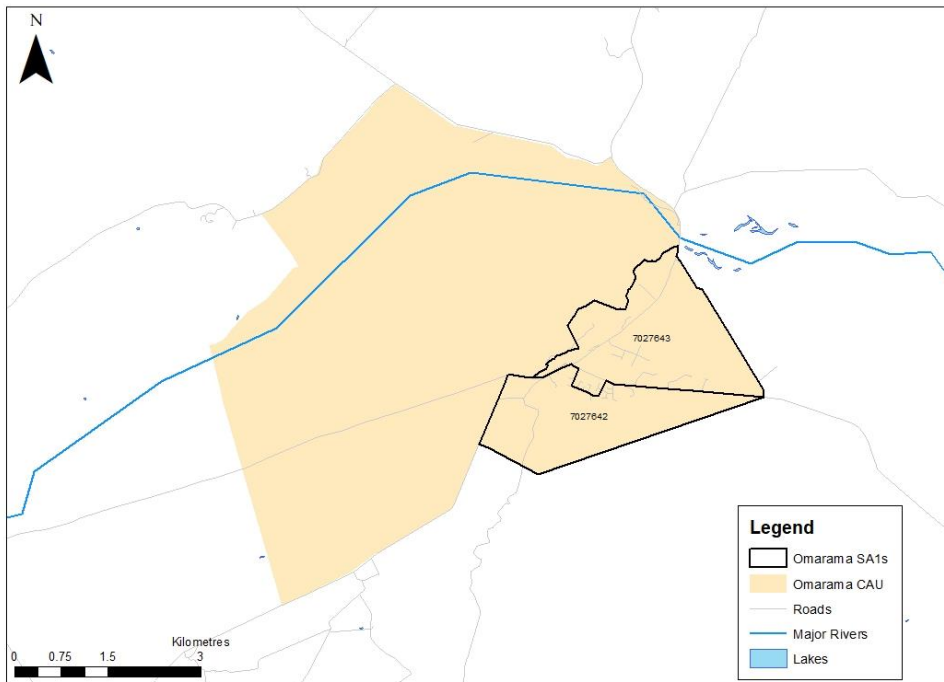 N
7027643
7027642
Legend
Omarama SA1s
Omarama CAU
Roads
Major Rivers
Lakes
Kilometres
0 0.75 1.5 3